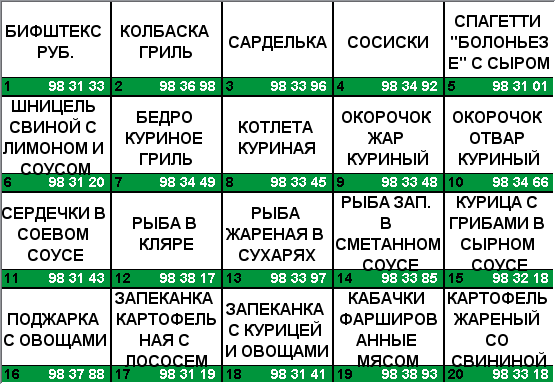 БИФШТЕКС
РУБ.
1 98 31 33
КОЛБАСКА
ГРИЛЬ
2 98 36 98
САРДЕЛЬКА
3 98 33 96
СОСИСКИ
4 98 34 92
СПАГЕТТИ
"БОЛОНЬЕЗ
Е" С СЫРОМ
5 98 31 01
ШНИЦЕЛЬ
СВИНОЙ С
ЛИМОНОМ И
СОУСОМ
6 98 31 20
БЕДРО
КУРИНОЕ
ГРИЛЬ
7 98 34 49
КОТЛЕТА
КУРИНАЯ
8 98 33 45
ОКОРОЧОК
ЖАР
КУРИНЫЙ
9 98 33 48
ОКОРОЧОК
ОТВАР
КУРИНЫЙ
10 98 34 66
СЕРДЕЧКИ В
СОЕВОМ
СОУСЕ
11 98 31 43
РЫБА В
КЛЯРЕ
12 98 38 17
РЫБА
ЖАРЕНАЯ В
СУХАРЯХ
13 98 33 97
РЫБА ЗАП.
В
СМЕТАННОМ
СОУСЕ
14 98 33 85
КУРИЦА С
ГРИБАМИ В
СЫРНОМ
СОУСЕ
15 98 32 18
ПОДЖАРКА
С ОВОЩАМИ
16 98 37 88
ЗАПЕКАНКА
КАРТОФЕЛЬ
НАЯ С
ЛОСОСЕМ
17 98 31 19
ЗАПЕКАНКА
С КУРИЦЕЙ
И ОВОЩАМИ
18 98 31 41
КАБАЧКИ
ФАРШИРОВ
АННЫЕ
МЯСОМ
19 98 38 93
КАРТОФЕЛЬ
ЖАРЕНЫЙ
СО
СВИНИНОЙ
20 98 33 18